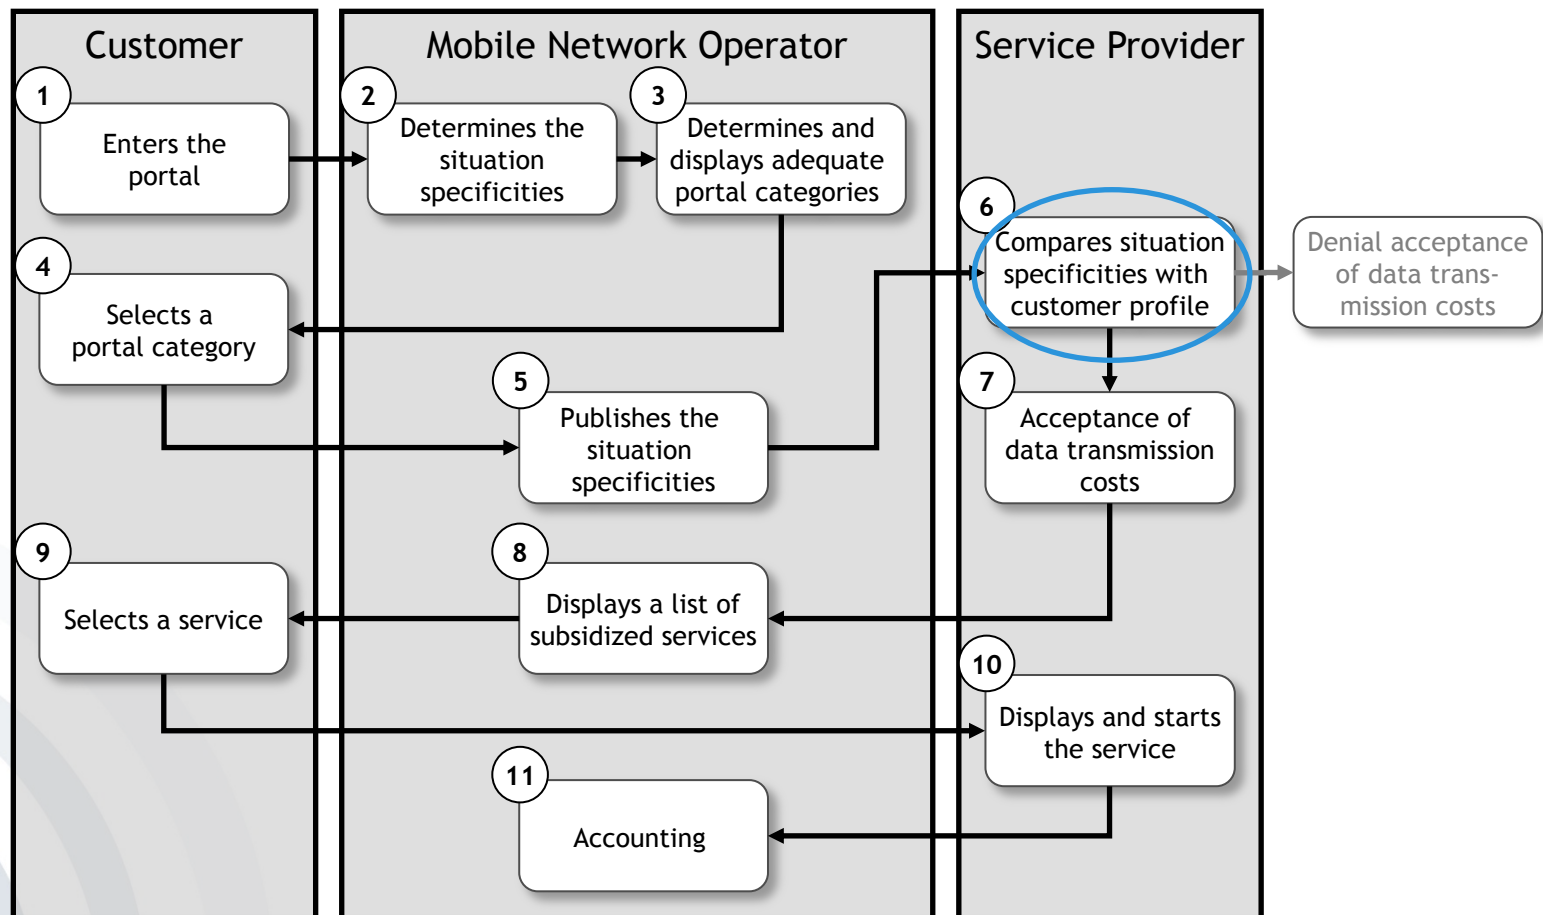 Customer
Mobile Network Operator
Service Provider
1
Enters the
portal
2
Determines the
situation
specificities
3
Determines and
displays adequate
portal categories
4
Selects a
portal category
5
Publishes the
situation
specificities
6
Compares situation
specificities with
customer profile
Denial acceptance
of data trans-
mission costs
7
Acceptance of
data transmission
costs
8
Displays a list of
subsidized services
9
Selects a service
10
Displays and starts
the service
11
Accounting